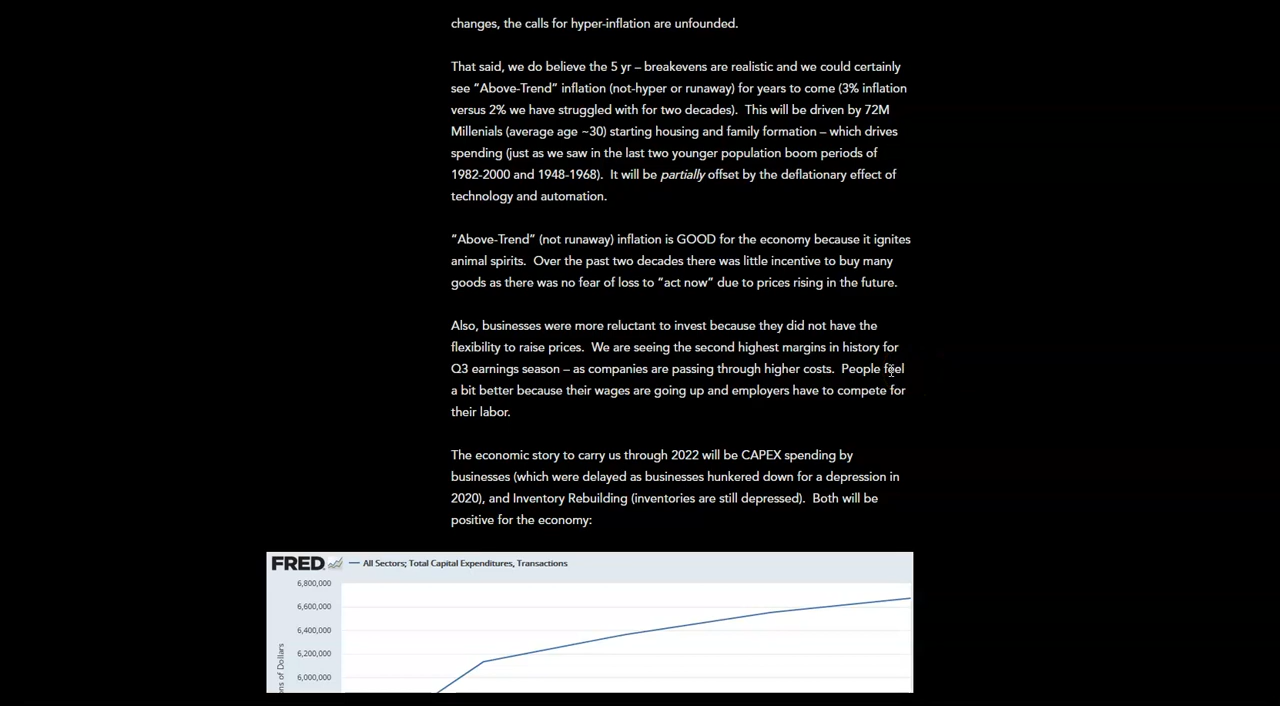 changes, the calls for hyper-inflation are unfounded.
That said, we do believe the 5 yr – breakevens are realistic and we could certainly
see “Above-Trend” inflation (not-hyper or runaway) for years to come (3% inflation
versus 2% we have struggled with for two decades).  This will be driven by 72M
Millenials (average age ~30) starting housing and family formation – which drives
spending (just as we saw in the last two younger population boom periods of
1982-2000 and 1948-1968).  It will be partially offset by the deflationary effect of
technology and automation.
“Above-Trend” (not runaway) inflation is GOOD for the economy because it ignites
animal spirits.  Over the past two decades there was little incentive to buy many
goods as there was no fear of loss to “act now” due to prices rising in the future.
Also, businesses were more reluctant to invest because they did not have the
flexibility to raise prices.  We are seeing the second highest margins in history for
Q3 earnings season – as companies are passing through higher costs.  People feel
a bit better because their wages are going up and employers have to compete for
their labor.
The economic story to carry us through 2022 will be CAPEX spending by
businesses (which were delayed as businesses hunkered down for a depression in
2020), and Inventory Rebuilding (inventories are still depressed).  Both will be
positive for the economy:
FRED — All Sectors; Total Capital Expenditures, Transactions
6,800,000
6,600,000
6,400,000
6,200,000
6,000,000
of Dollars